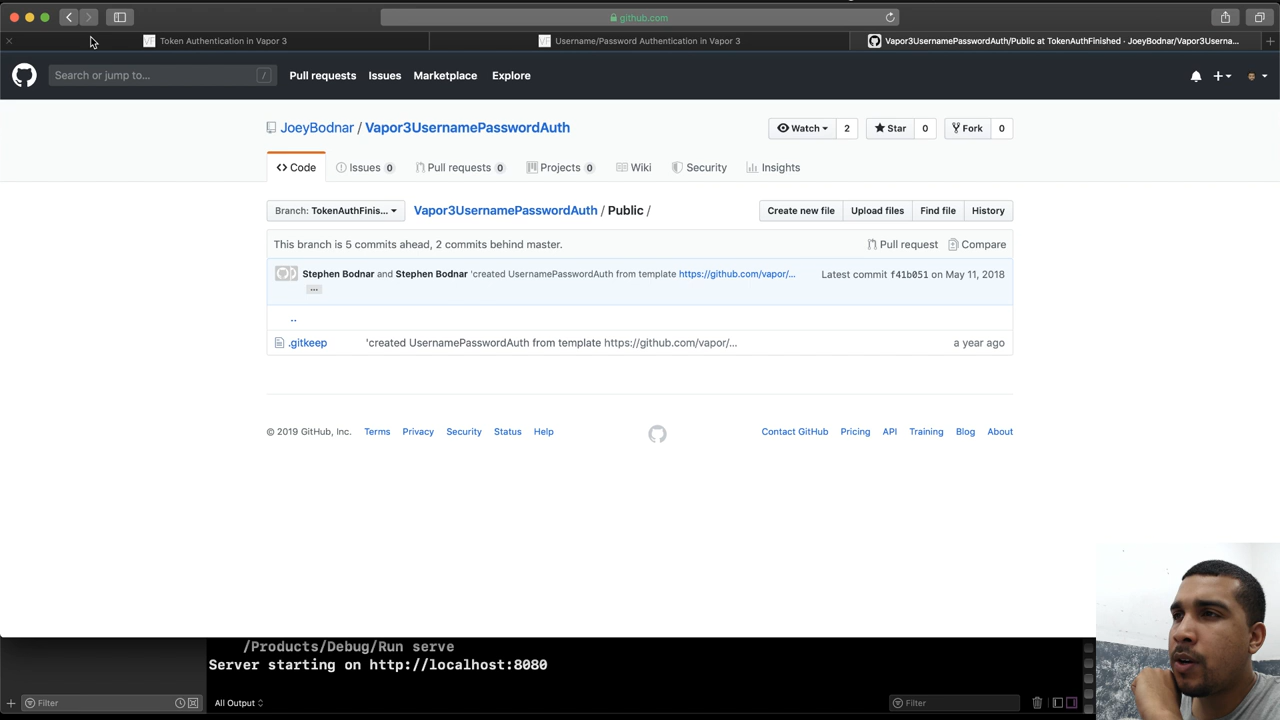 github.com
Token Authentication in Vapor 3
Username/Password Authentication in Vapor 3
Vapor3UsernamePasswordAuth/Public at TokenAuthFinished · JoeyBodnar/Vapor3Userna...
Search or jump to... /
Pull requests Issues Marketplace Explore
JoeyBodnar / Vapor3UsernamePasswordAuth
Watch 2 Star 0 Fork 0
Code Issues 0 Pull requests 0 Projects 0 Wiki Security Insights
Branch: TokenAuthFinis... Vapor3UsernamePasswordAuth / Public /
Create new file Upload files Find file History
This branch is 5 commits ahead, 2 commits behind master.
Pull request Compare
Stephen Bodnar and Stephen Bodnar 'created UsernamePasswordAuth from template https://github.com/vapor/...
Latest commit f41b051 on May 11, 2018
...
..
.gitkeep 'created UsernamePasswordAuth from template https://github.com/vapor/... a year ago
© 2019 GitHub, Inc. Terms Privacy Security Status Help
Contact GitHub Pricing API Training Blog About
/Products/Debug/Run serve
Server starting on http://localhost:8080
Filter
All Output
Filter